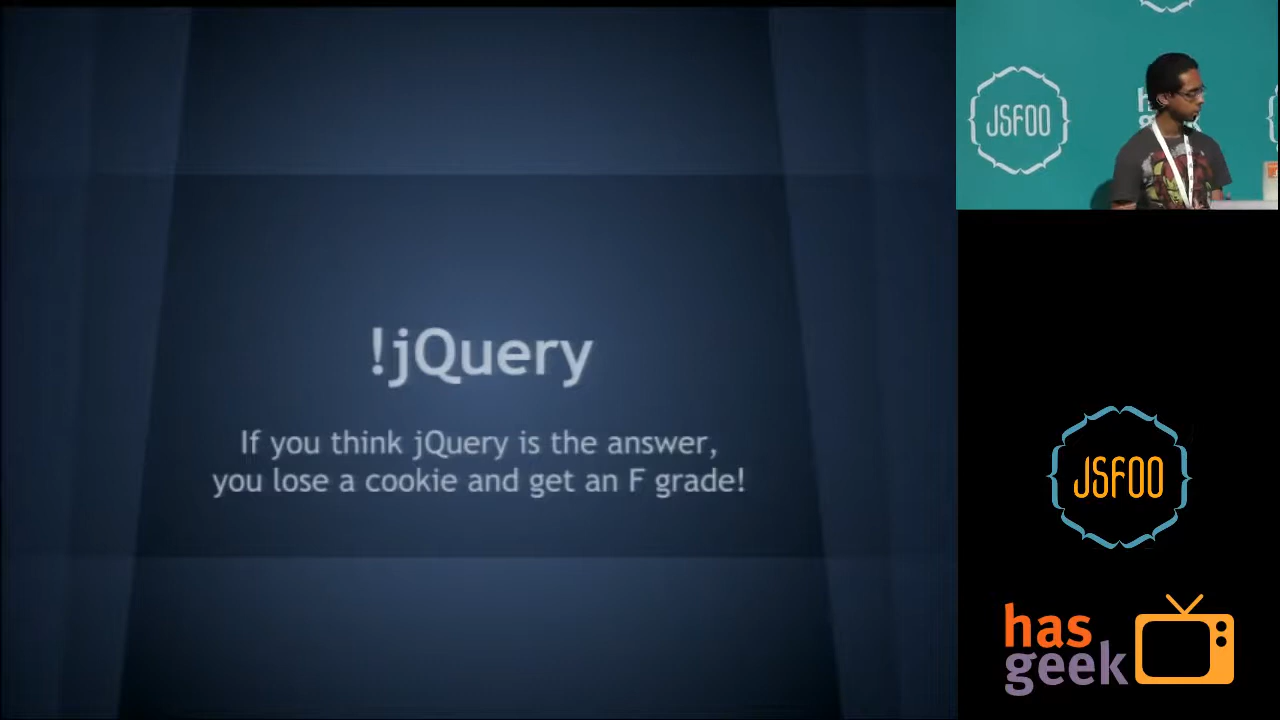 !jQuery
If you think jQuery is the answer,
you lose a cookie and get an F grade!
JSFOO
JSFOO
has
geek